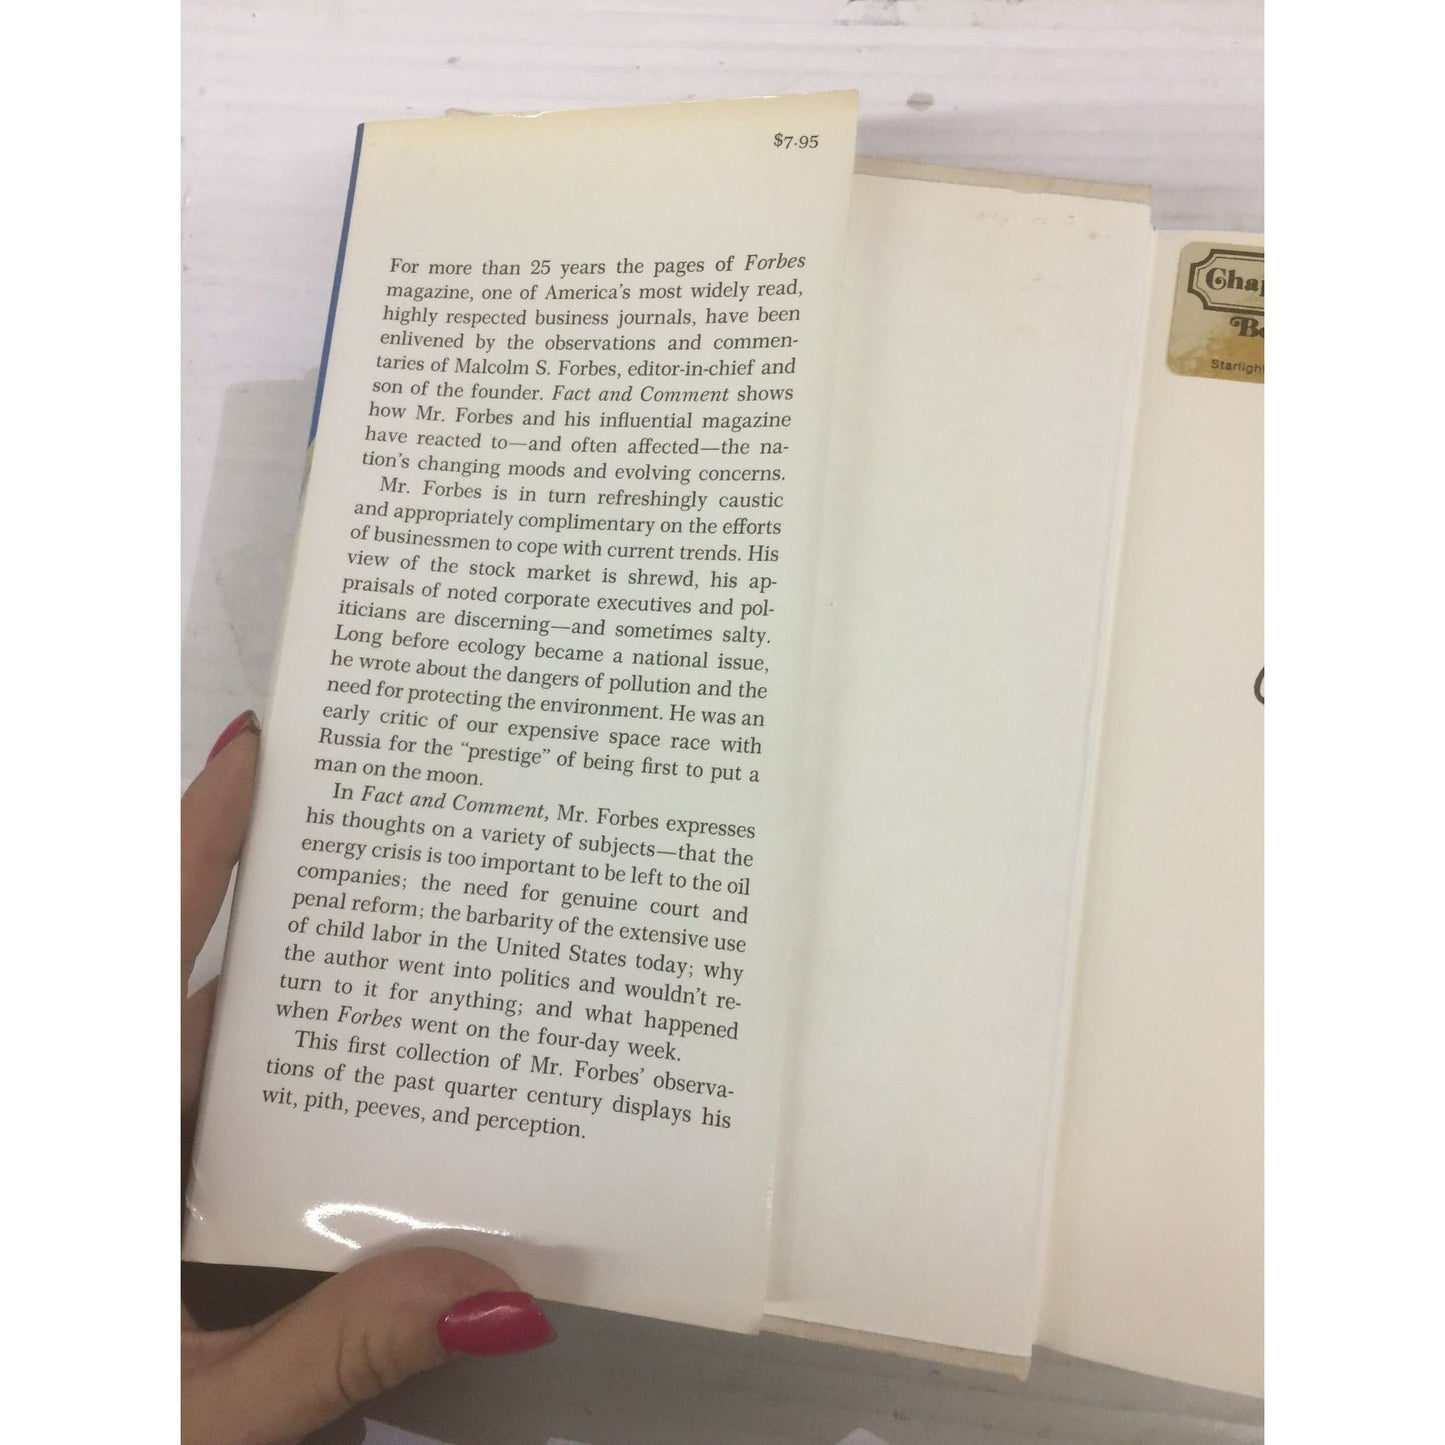 $7.95
For more than 25 years the pages of Forbes
magazine, one of America's most widely read,
highly respected business journals, have been
enlivened by the observations and commen-
taries of Malcolm S. Forbes, editor-in-chief and
son of the founder. Fact and Comment shows
how Mr. Forbes and his influential magazine
have reacted to—and often affected—the na-
tion's changing moods and evolving concerns.
Mr. Forbes is in turn refreshingly caustic
and appropriately complimentary on the efforts
of businessmen to cope with current trends. His
view of the stock market is shrewd, his ap-
praisals of noted corporate executives and pol-
iticians are discerning—and sometimes salty.
Long before ecology became a national issue,
he wrote about the dangers of pollution and the
need for protecting the environment. He was an
early critic of our expensive space race with
Russia for the "prestige" of being first to put a
man on the moon.
In Fact and Comment, Mr. Forbes expresses
his thoughts on a variety of subjects—that the
energy crisis is too important to be left to the oil
companies; the need for genuine court and
penal reform; the barbarity of the extensive use
of child labor in the United States today; why
the author went into politics and wouldn't re-
turn to it for anything; and what happened
when Forbes went on the four-day week.
This first collection of Mr. Forbes' observa-
tions of the past quarter century displays his
wit, pith, peeves, and perception.
Chap
Starligh